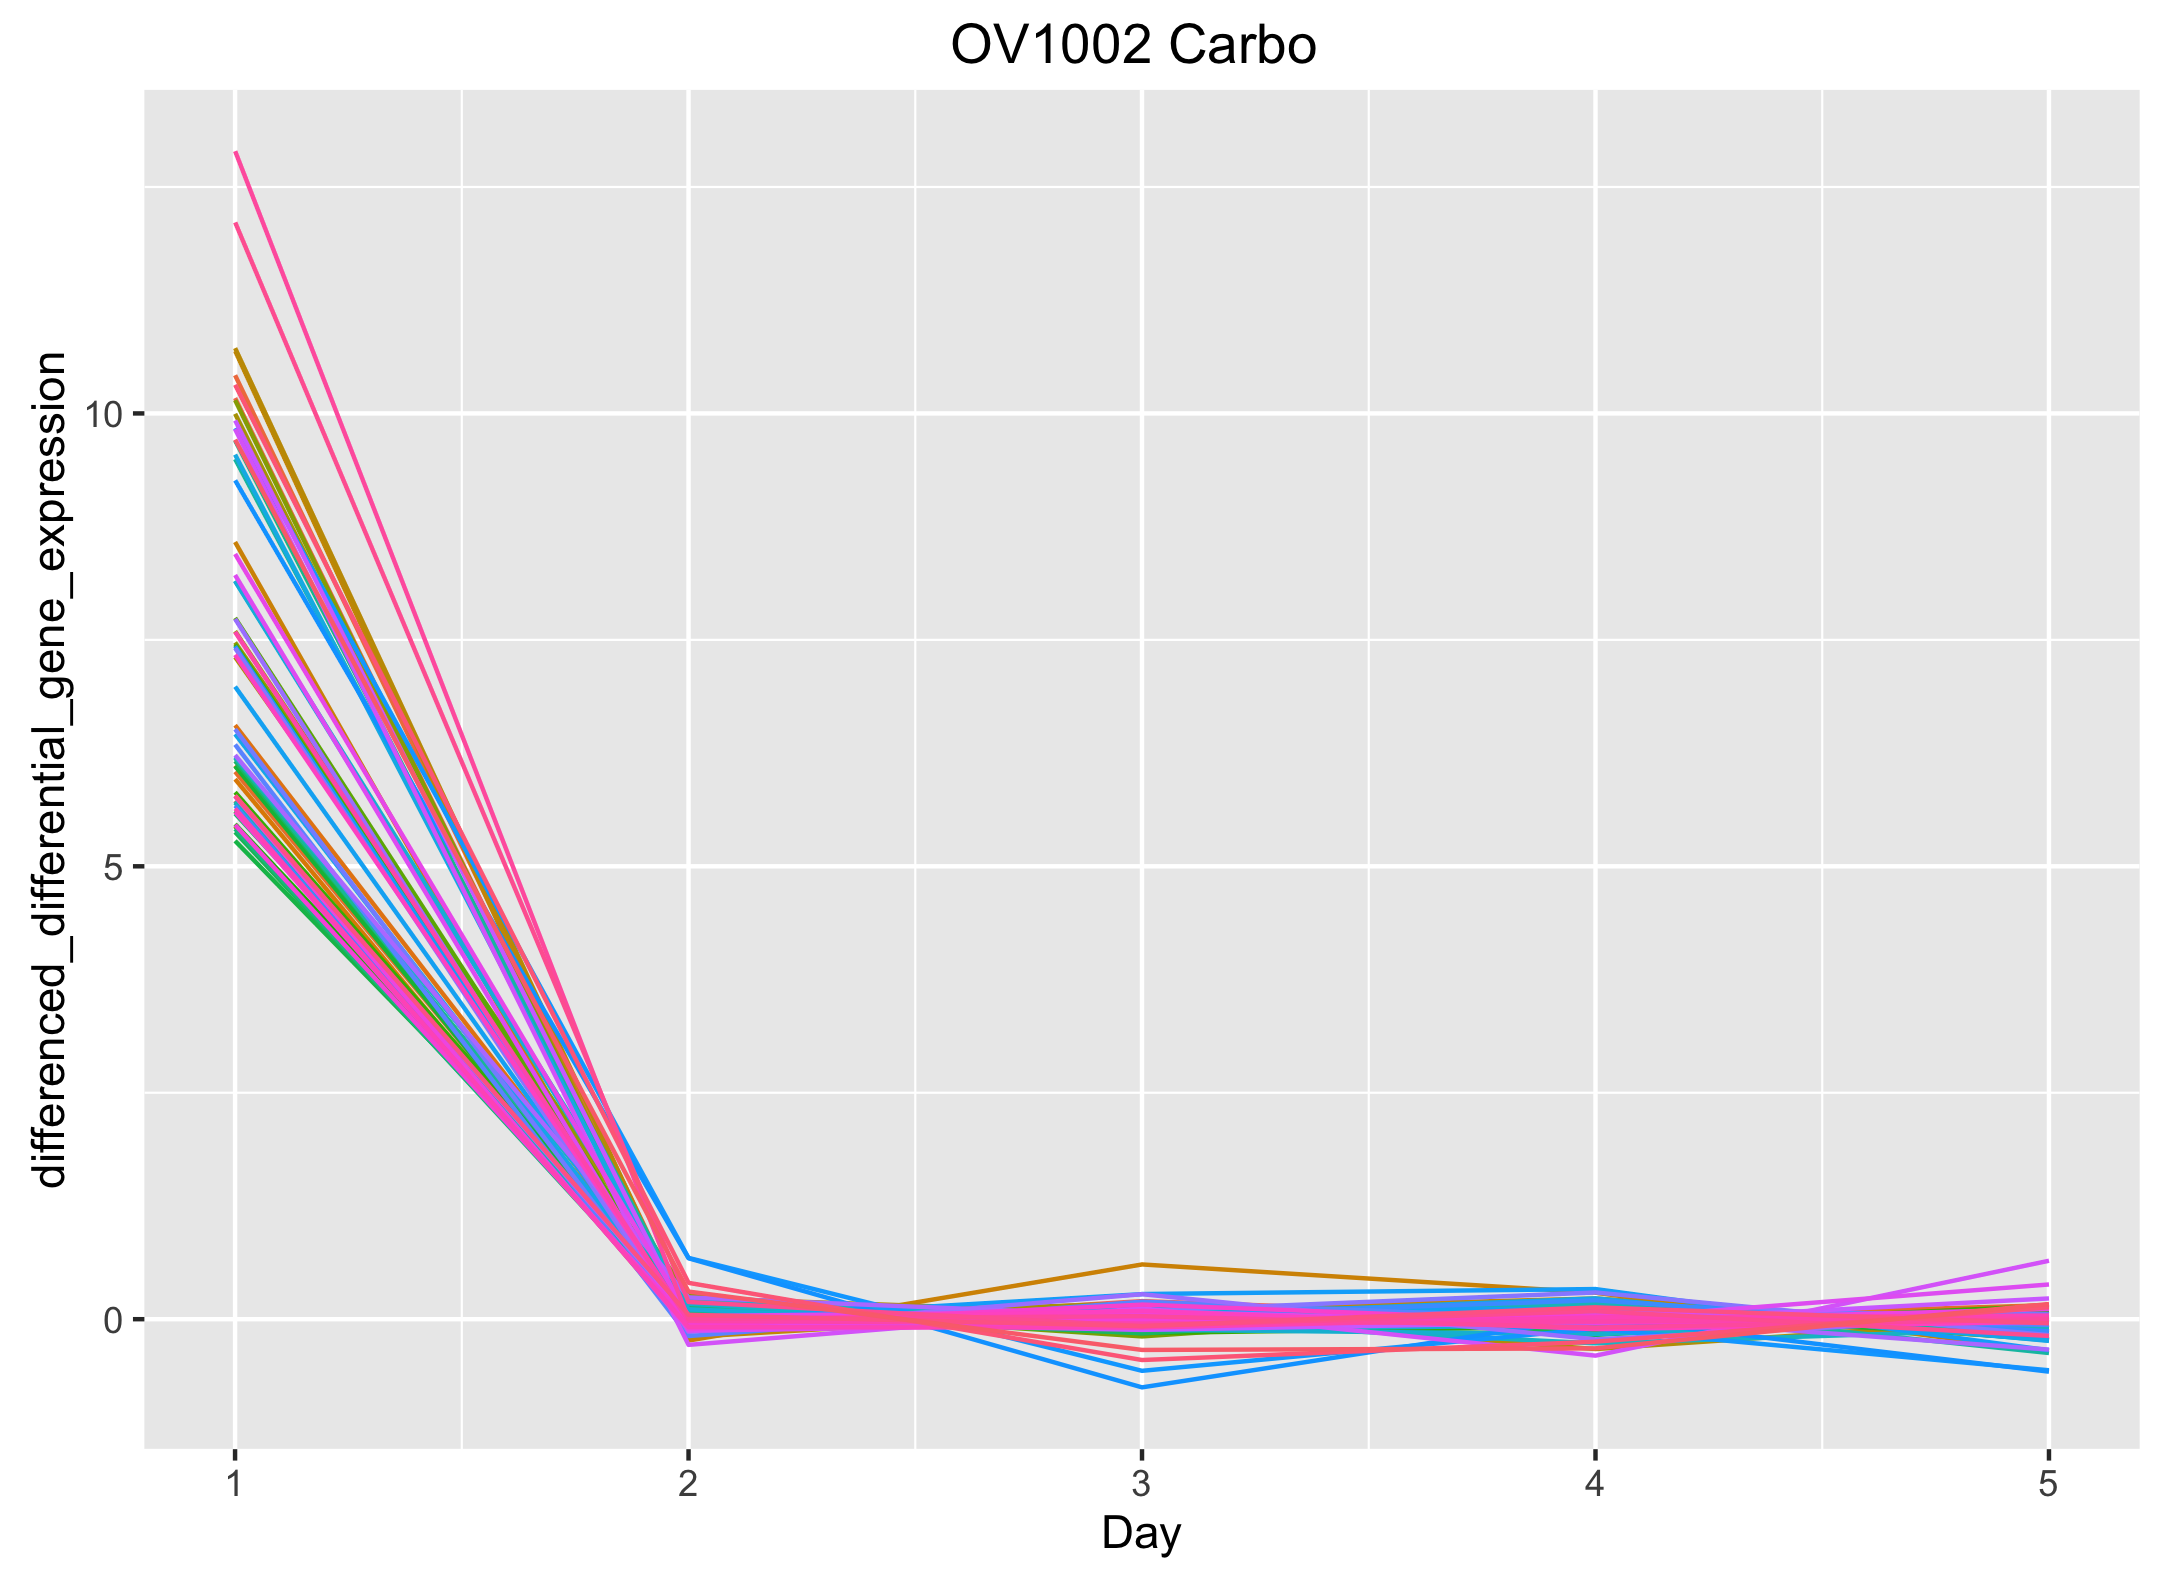 OV1002 Carbo
differenced_differential_gene_expression
10
5
0
1 2 3 4 5
Day